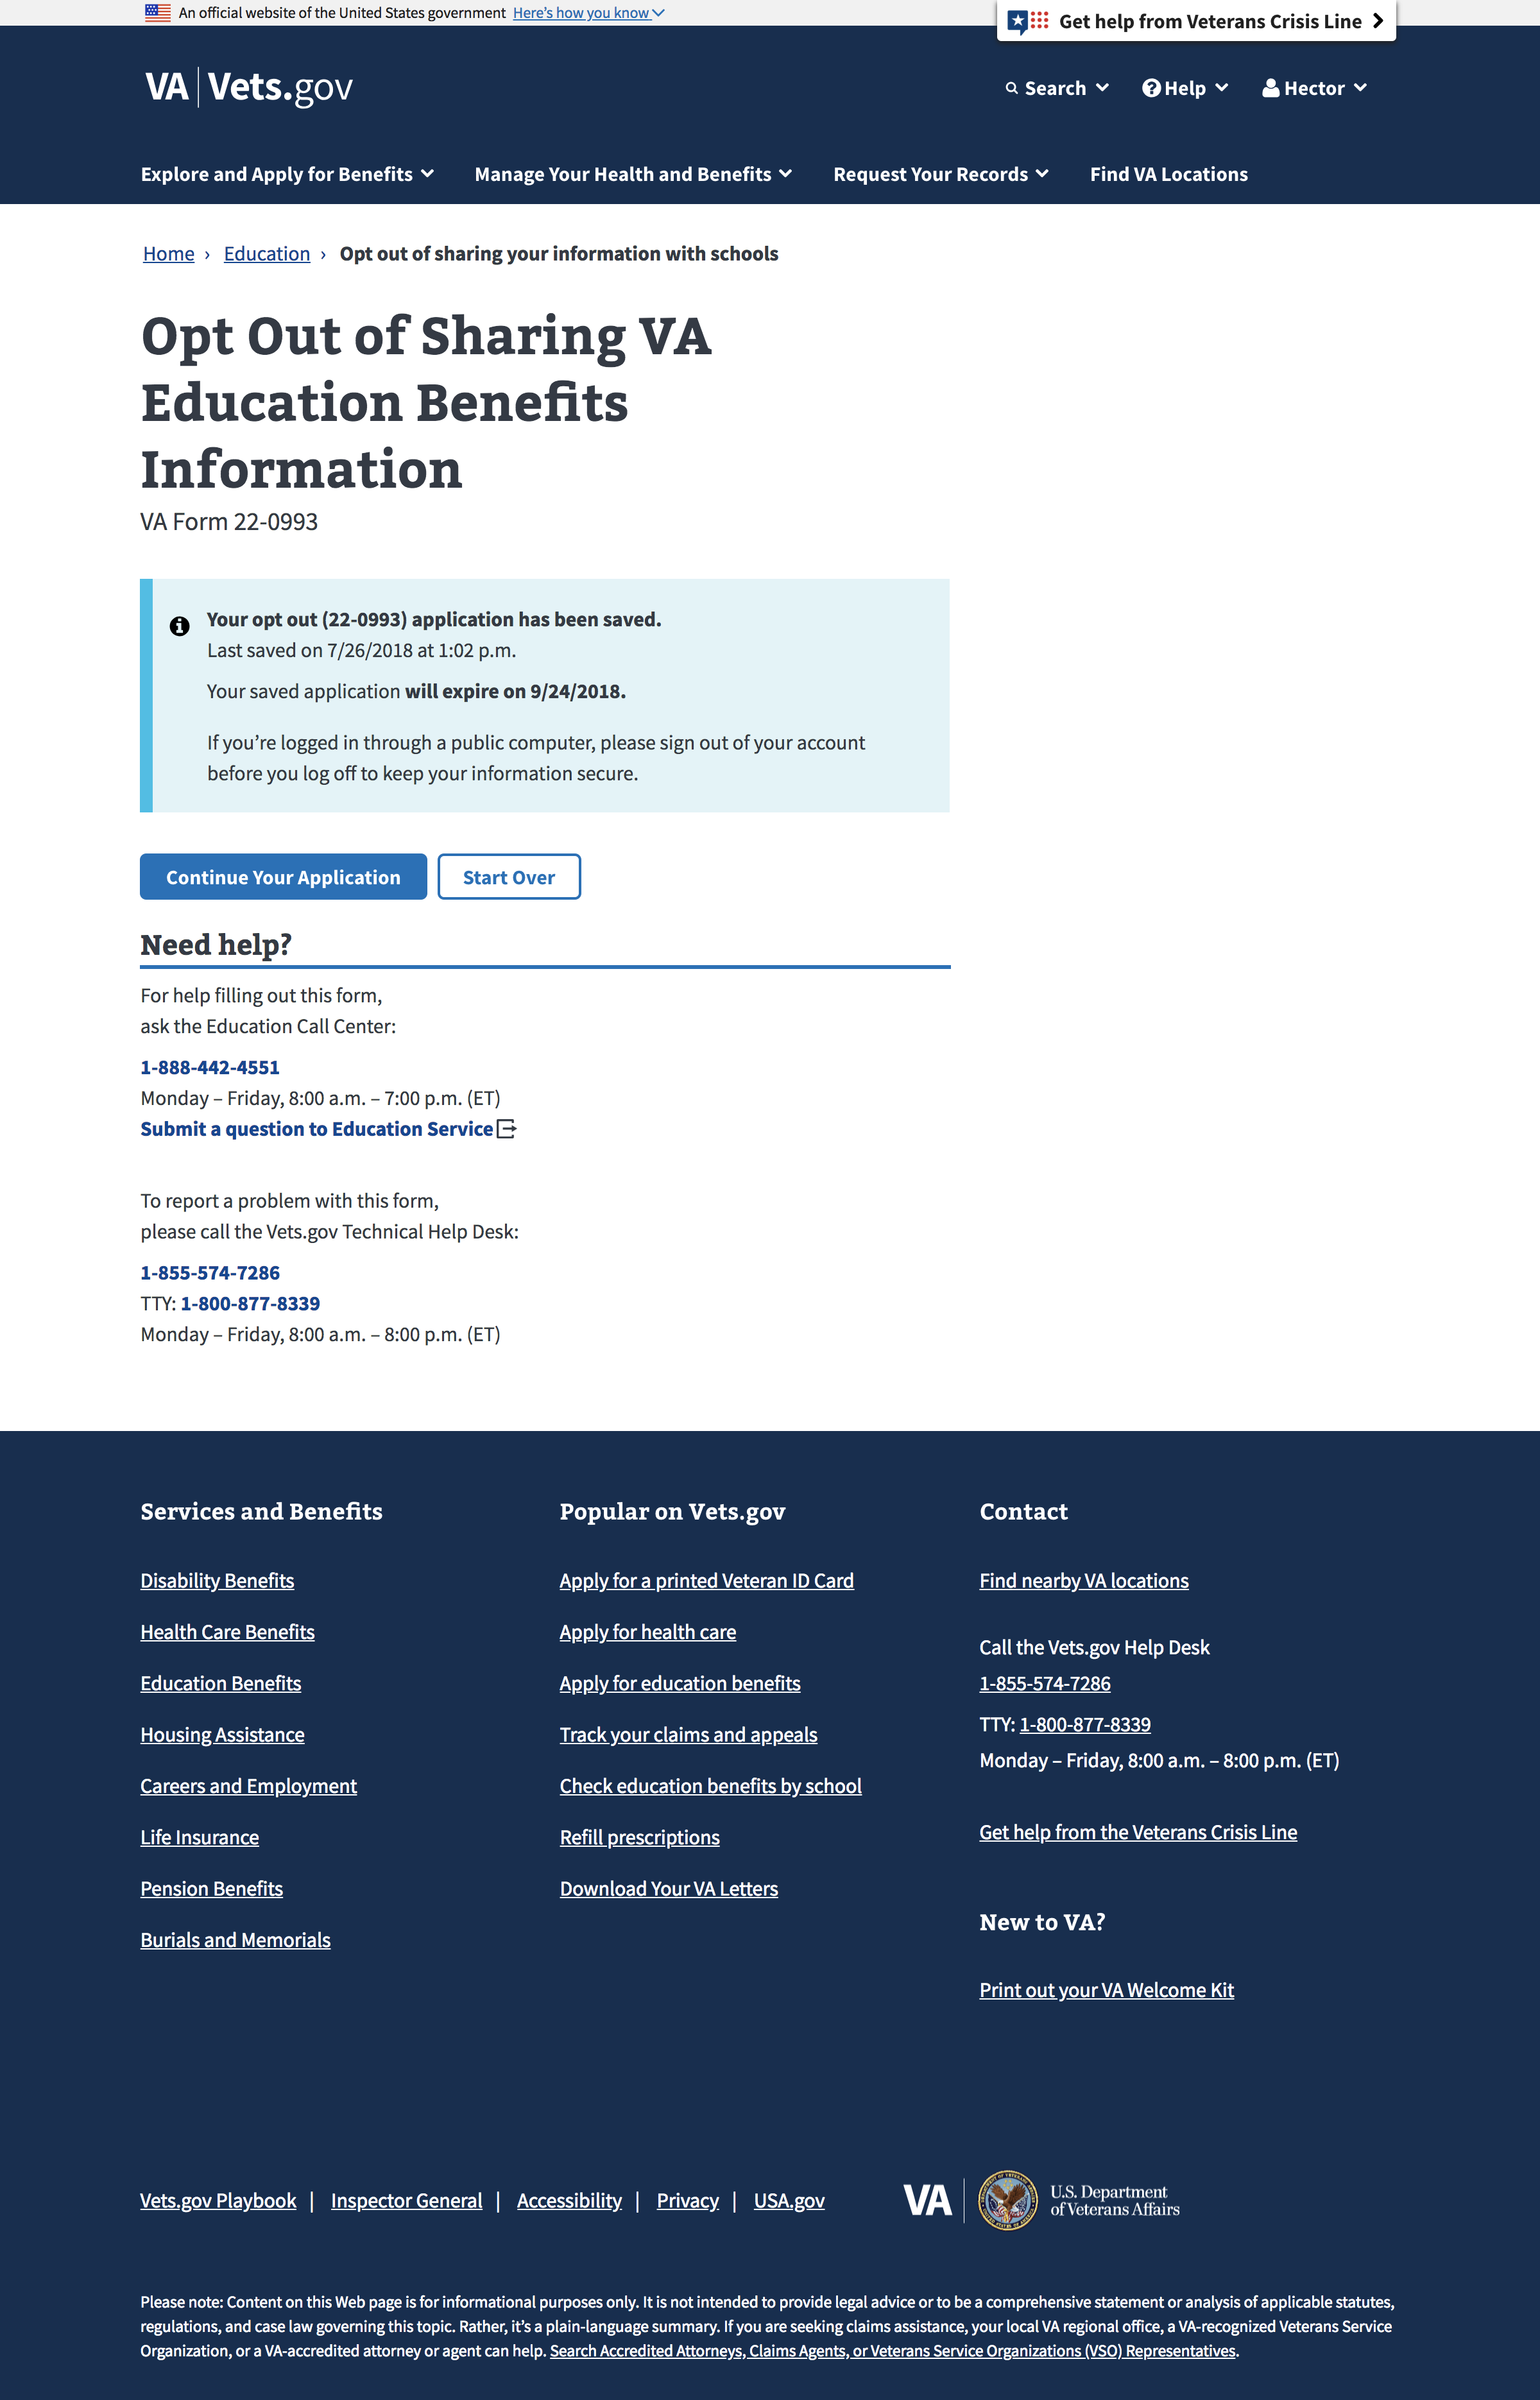 An official website of the United States government Here's how you know
Get help from Veterans Crisis Line
VA | Vets.gov
Search
Help
Hector
Explore and Apply for Benefits
Manage Your Health and Benefits
Request Your Records
Find VA Locations
Home › Education › Opt out of sharing your information with schools
Opt Out of Sharing VA
Education Benefits
Information
VA Form 22-0993
Your opt out (22-0993) application has been saved.
Last saved on 7/26/2018 at 1:02 p.m.
Your saved application will expire on 9/24/2018.
If you’re logged in through a public computer, please sign out of your account
before you log off to keep your information secure.
Continue Your Application
Start Over
Need help?
For help filling out this form,
ask the Education Call Center:
1-888-442-4551
Monday – Friday, 8:00 a.m. – 7:00 p.m. (ET)
Submit a question to Education Service
To report a problem with this form,
please call the Vets.gov Technical Help Desk:
1-855-574-7286
TTY: 1-800-877-8339
Monday – Friday, 8:00 a.m. – 8:00 p.m. (ET)
Services and Benefits
Disability Benefits
Health Care Benefits
Education Benefits
Housing Assistance
Careers and Employment
Life Insurance
Pension Benefits
Burials and Memorials
Popular on Vets.gov
Apply for a printed Veteran ID Card
Apply for health care
Apply for education benefits
Track your claims and appeals
Check education benefits by school
Refill prescriptions
Download Your VA Letters
Contact
Find nearby VA locations
Call the Vets.gov Help Desk
1-855-574-7286
TTY: 1-800-877-8339
Monday – Friday, 8:00 a.m. – 8:00 p.m. (ET)
Get help from the Veterans Crisis Line
New to VA?
Print out your VA Welcome Kit
Vets.gov Playbook | Inspector General | Accessibility | Privacy | USA.gov
VA
U.S. Department
of Veterans Affairs
Please note: Content on this Web page is for informational purposes only. It is not intended to provide legal advice or to be a comprehensive statement or analysis of applicable statutes,
regulations, and case law governing this topic. Rather, it’s a plain-language summary. If you are seeking claims assistance, your local VA regional office, a VA-recognized Veterans Service
Organization, or a VA-accredited attorney or agent can help. Search Accredited Attorneys, Claims Agents, or Veterans Service Organizations (VSO) Representatives.